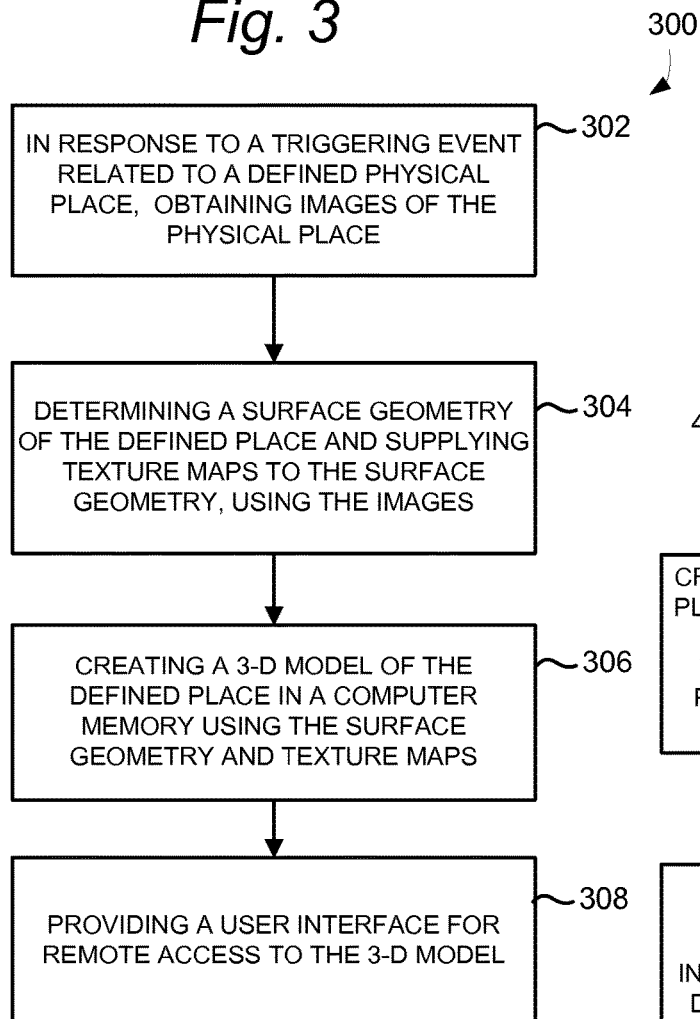 Fig. 3
300
IN RESPONSE TO A TRIGGERING EVENT
RELATED TO A DEFINED PHYSICAL
PLACE, OBTAINING IMAGES OF THE
PHYSICAL PLACE
302
DETERMINING A SURFACE GEOMETRY
OF THE DEFINED PLACE AND SUPPLYING
TEXTURE MAPS TO THE SURFACE
GEOMETRY, USING THE IMAGES
304
CREATING A 3-D MODEL OF THE
DEFINED PLACE IN A COMPUTER
MEMORY USING THE SURFACE
GEOMETRY AND TEXTURE MAPS
306
PROVIDING A USER INTERFACE FOR
REMOTE ACCESS TO THE 3-D MODEL
308